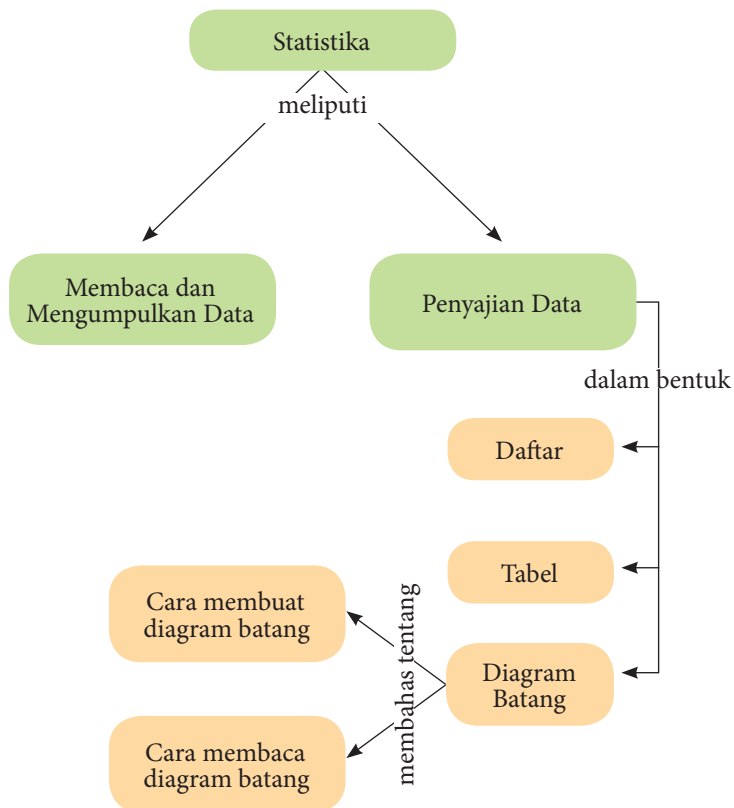 Statistika
meliputi
Membaca dan
Mengumpulkan Data
Penyajian Data
dalam bentuk
Daftar
Tabel
Diagram
Batang
membahas tentang
Cara membuat
diagram batang
Cara membaca
diagram batang